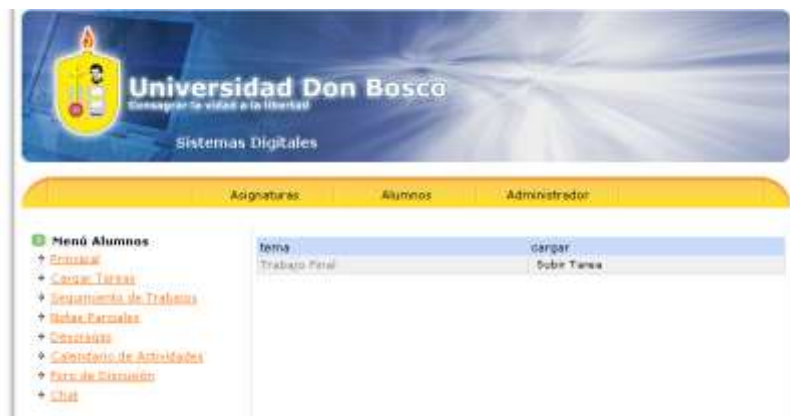 Universidad Don Bosco
Consagrar la vidad a la libertad
Sistemas Digitales
Asignaturas Alumnos Administrador
Menú Alumnos
Principal
Cargar Tareas
Seguimiento de Trabajos
Notas Parciales
Descargas
Calendario de Actividades
Foro de Discusión
Chat
tema cargar
Trabajo Final Subir Tarea